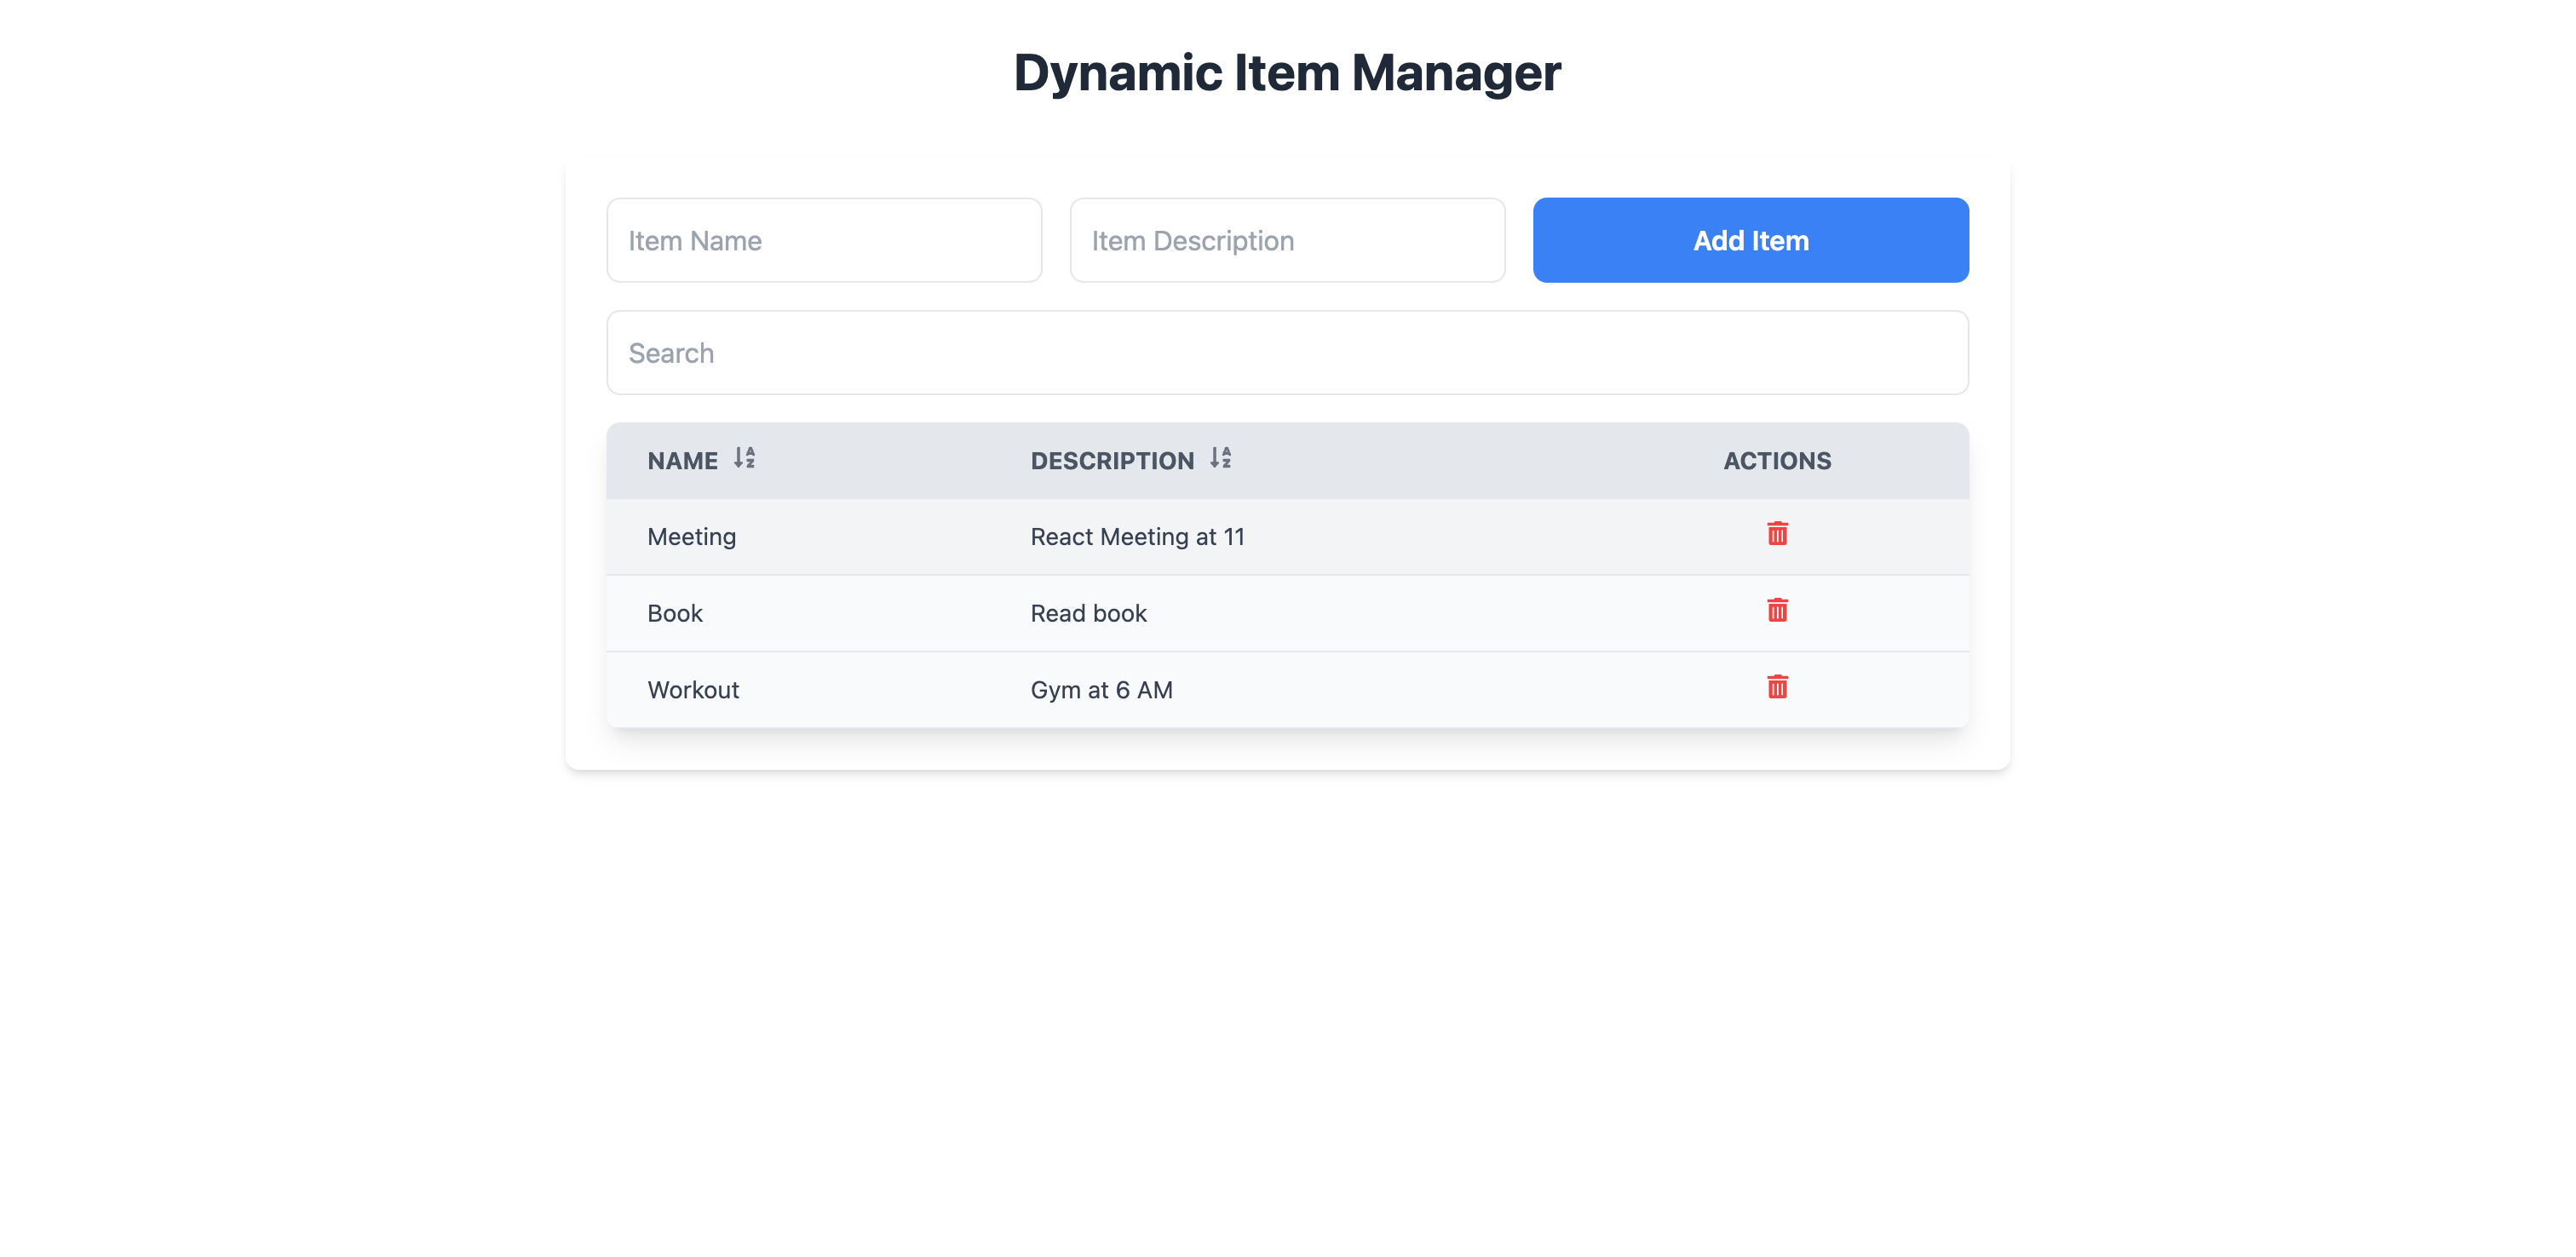 Dynamic Item Manager
Item Name Item Description Add Item
Search
NAME DESCRIPTION ACTIONS
Meeting React Meeting at 11
Book Read book
Workout Gym at 6 AM